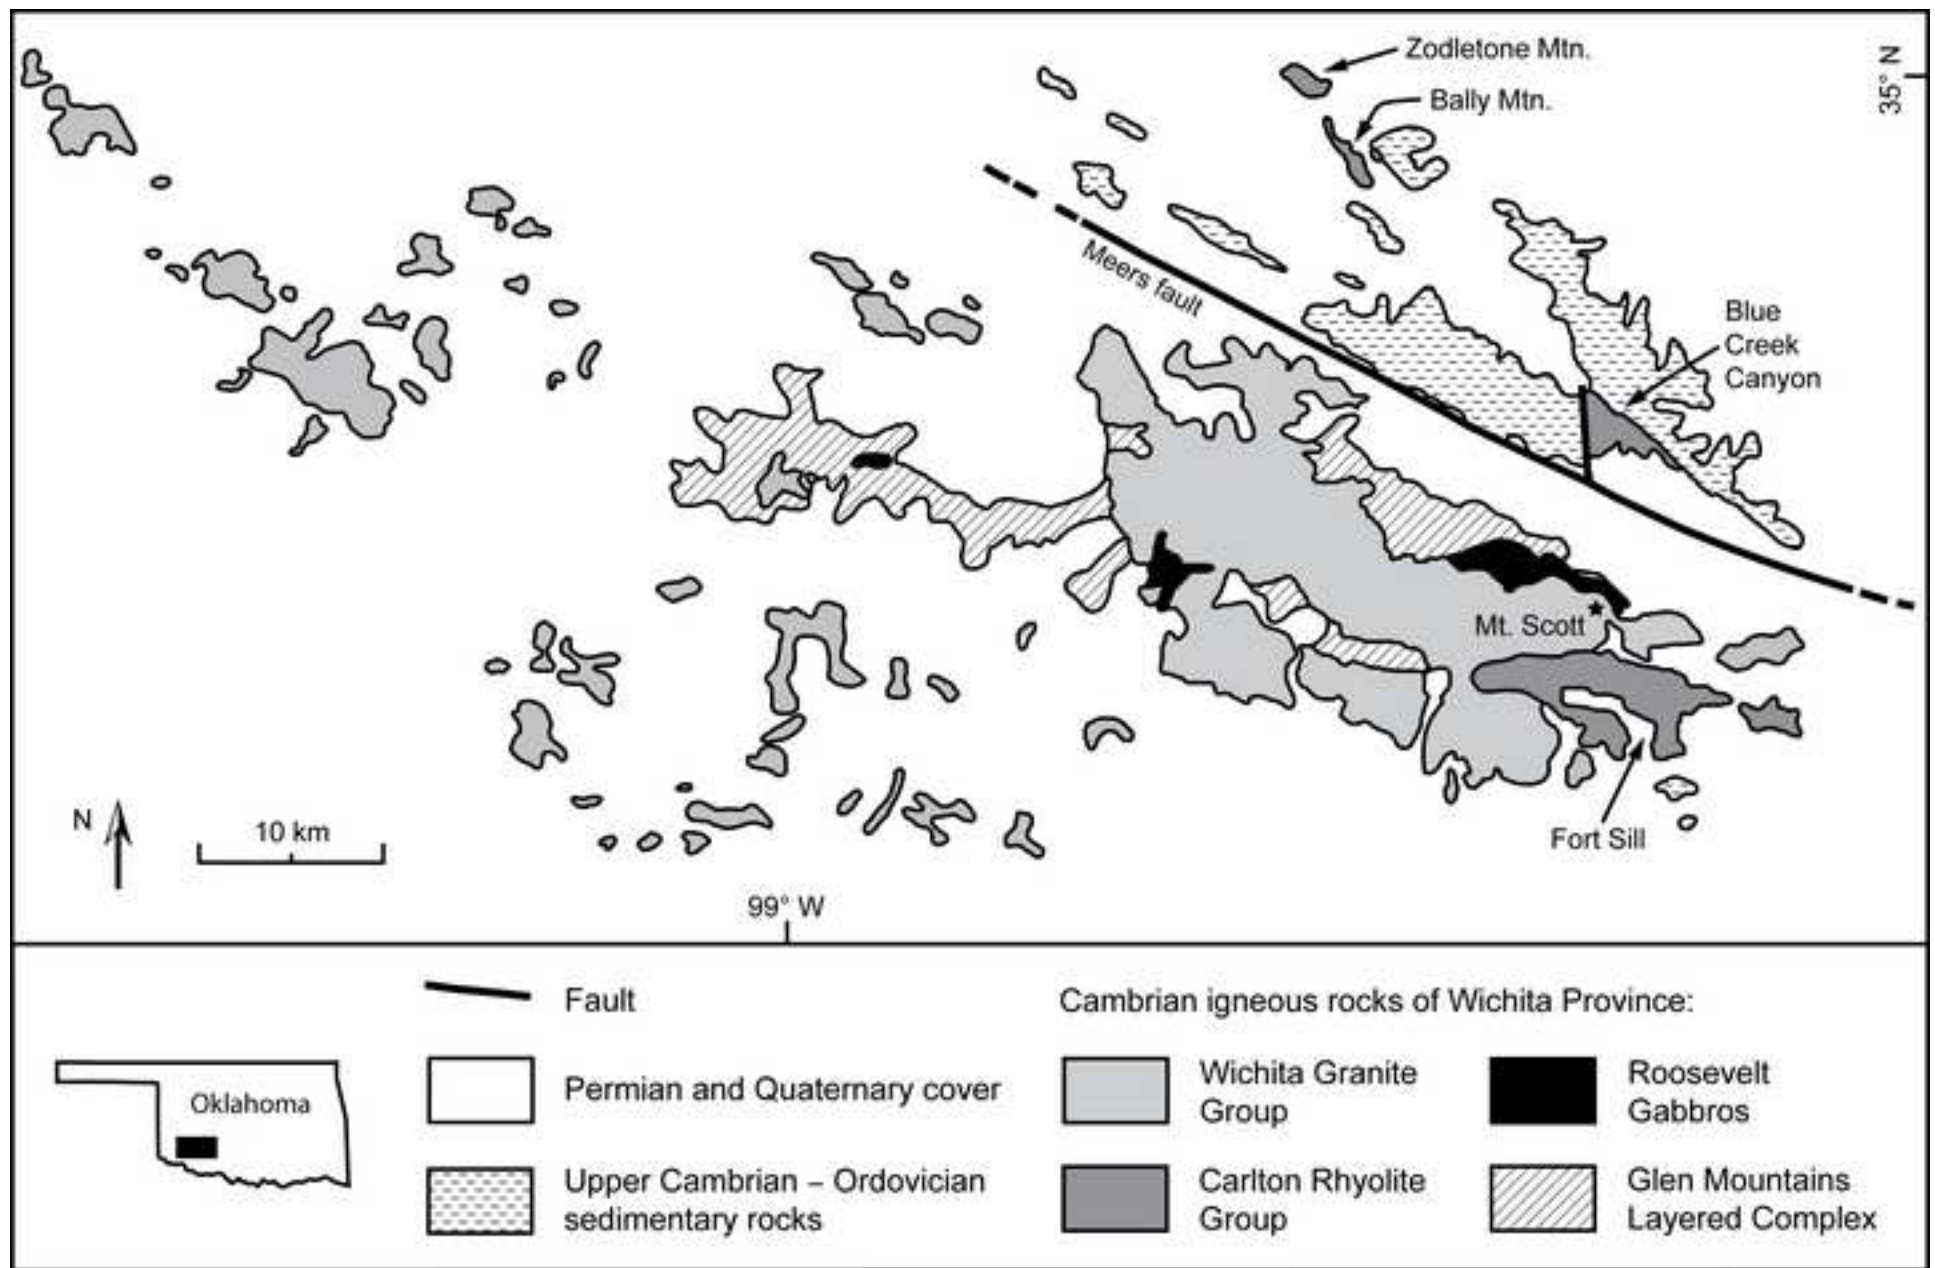 Zodletone Mtn.
Bally Mtn.
35° N
Meers fault
Blue
Creek
Canyon
Mt. Scott
Fort Sill
N
10 km
99° W
Fault
Permian and Quaternary cover
Upper Cambrian – Ordovician
sedimentary rocks
Oklahoma
Cambrian igneous rocks of Wichita Province:
Wichita Granite
Group
Carlton Rhyolite
Group
Roosevelt
Gabbros
Glen Mountains
Layered Complex